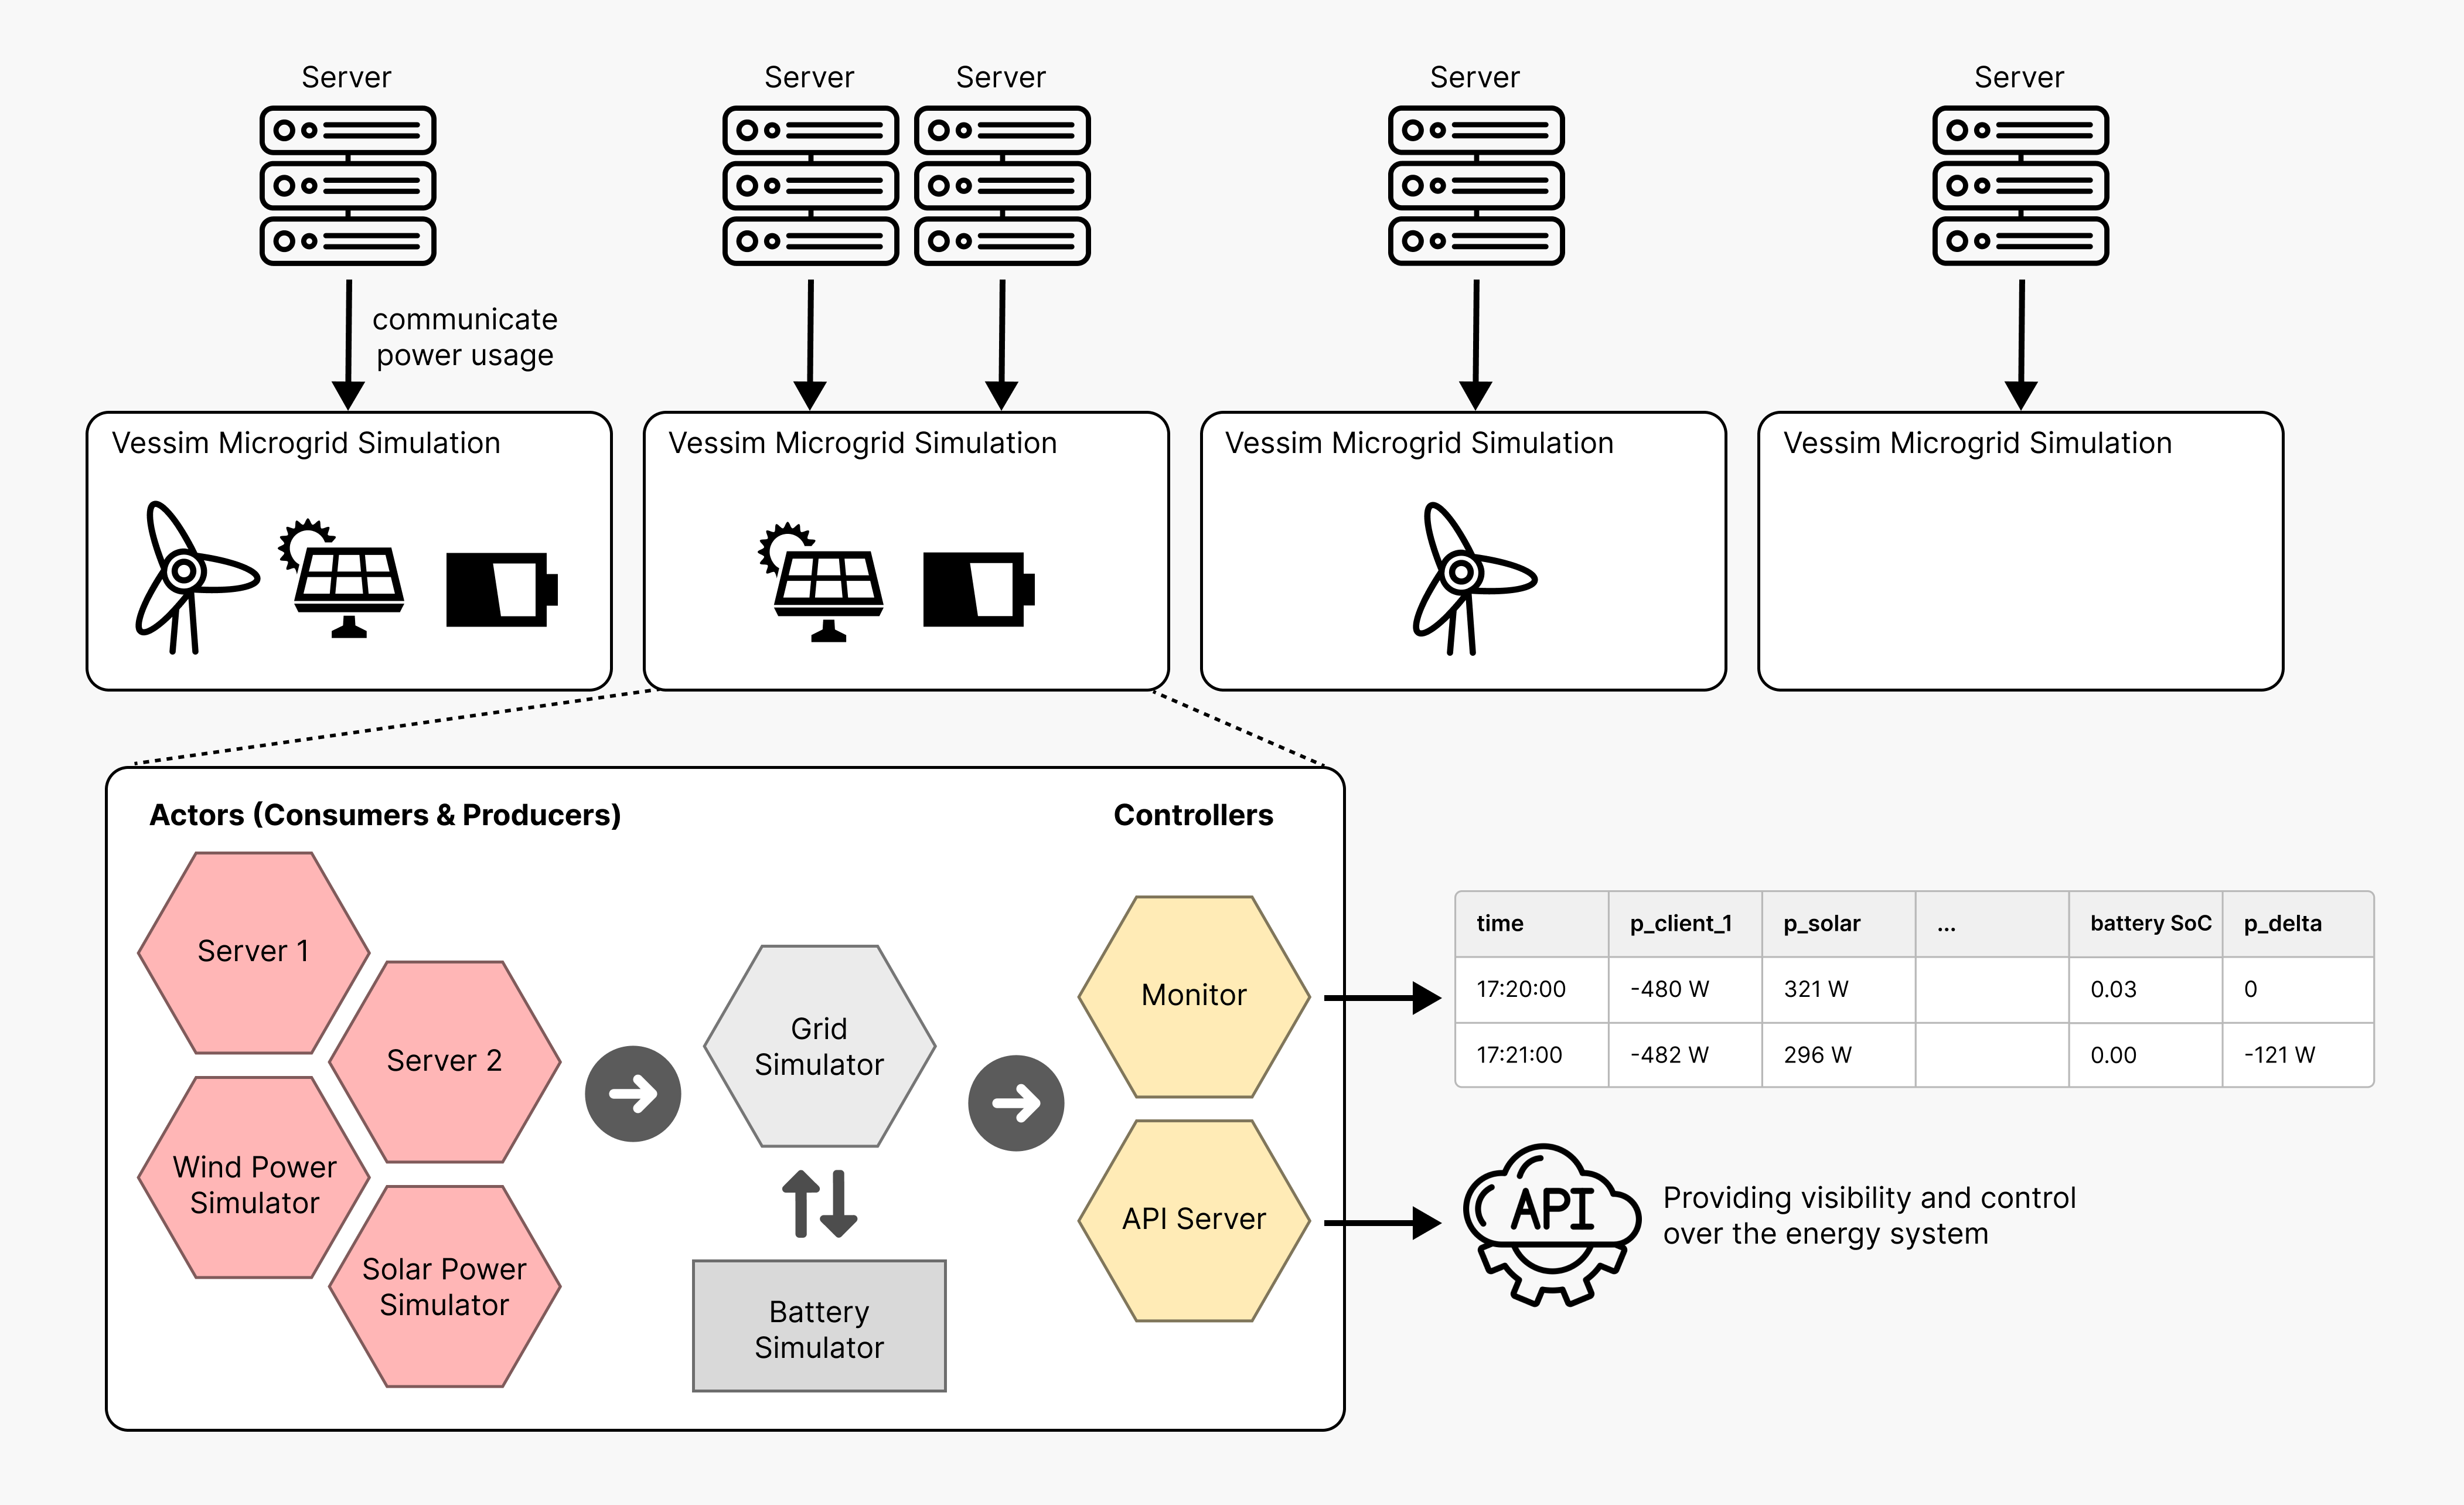 Server
Server
Server
Server
Server
communicate
power usage
Vessim Microgrid Simulation
Vessim Microgrid Simulation
Vessim Microgrid Simulation
Vessim Microgrid Simulation
Actors (Consumers & Producers)
Server 1
Server 2
Wind Power
Simulator
Solar Power
Simulator
Grid
Simulator
Battery
Simulator
Controllers
Monitor
API Server
time p_client_1 p_solar ... battery SoC p_delta
17:20:00 -480 W 321 W 0.03 0
17:21:00 -482 W 296 W 0.00 -121 W
API
Providing visibility and control
over the energy system